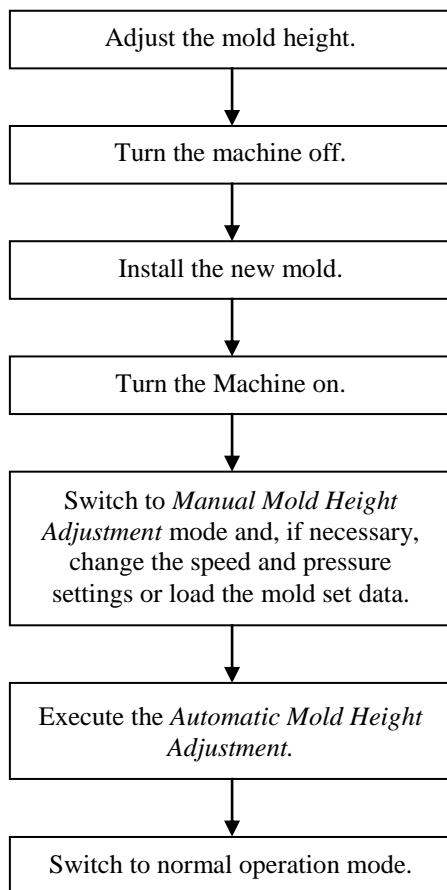 Adjust the mold height.
Turn the machine off.
Install the new mold.
Turn the Machine on.
Switch to Manual Mold Height
Adjustment mode and, if necessary,
change the speed and pressure
settings or load the mold set data.
Execute the Automatic Mold Height
Adjustment.
Switch to normal operation mode.